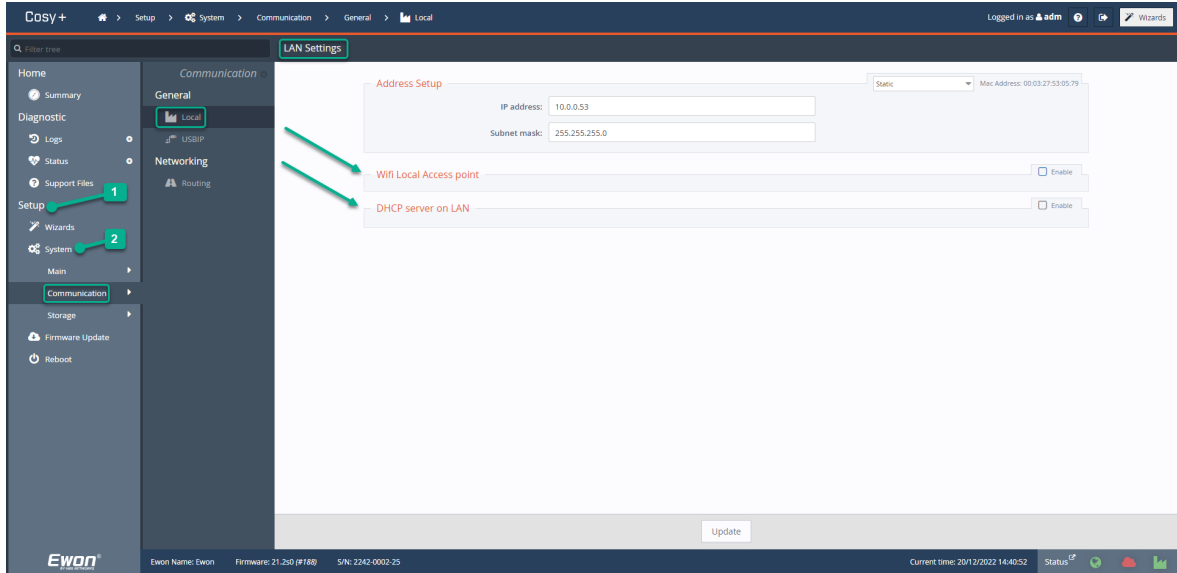 Cosy+ > Setup > System > Communication > General > Local Logged in as adm Wizards
Filter tree
LAN Settings
Home
Summary
Diagnostic
Logs
Status
Support Files
1
Setup
Wizards
2
System
Main
Communication
Storage
Firmware Update
Reboot
Communication
General
Local
USBIP
Networking
Routing
Address Setup Static Mac Address: 00:03:27:53:05:79
IP address: 10.0.0.53
Subnet mask: 255.255.255.0
Wifi Local Access point Enable
DHCP server on LAN Enable
Update
Ewon®
BY HMS NETWORKS
Ewon Name: Ewon Firmware: 21.2s0 (#188) S/N: 2242-0002-25 Current time: 20/12/2022 14:40:52 Status